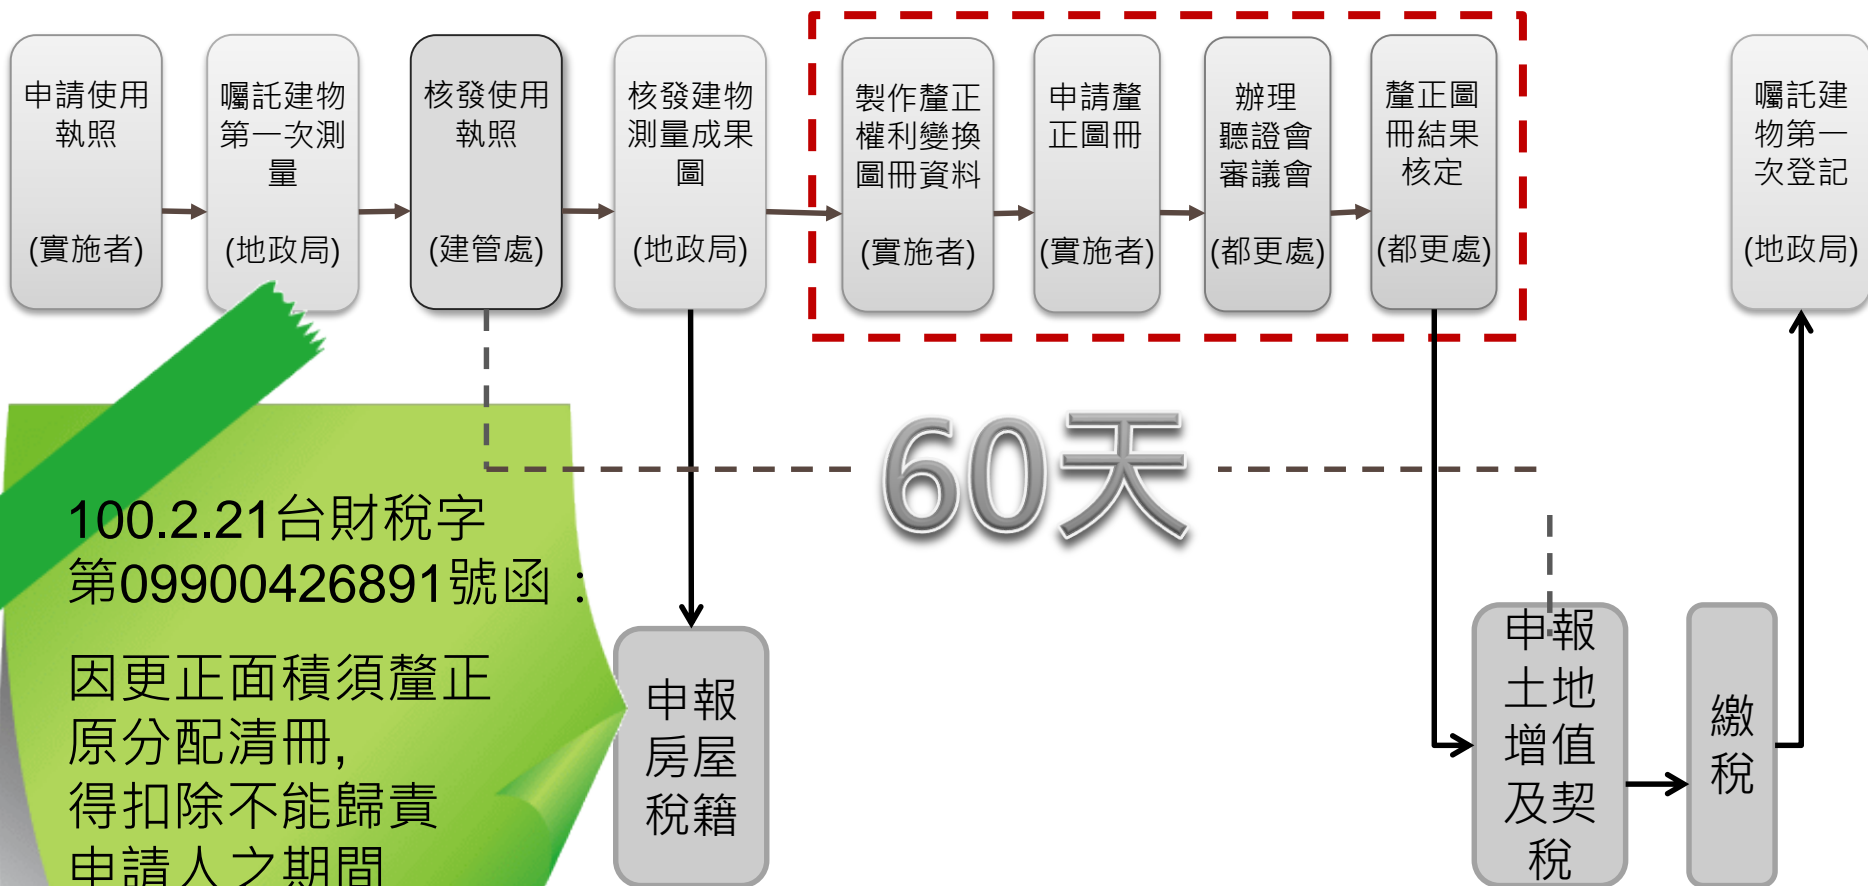 申請使用
執照
(實施者)
囑託建物
第一次測
量
(地政局)
核發使用
執照
(建管處)
核發建物
測量成果
圖
(地政局)
製作釐正
權利變換
圖冊資料
(實施者)
申請釐
正圖冊
(實施者)
辦理
聽證會
審議會
(都更處)
釐正圖
冊結果
核定
(都更處)
囑託建
物第一
次登記
(地政局)
60天
100.2.21台財稅字
第09900426891號函：
因更正面積須釐正
原分配清冊,
得扣除不能歸責
申請人之期間
申報
房屋
稅籍
申報
土地
增值
及契
稅
繳
稅